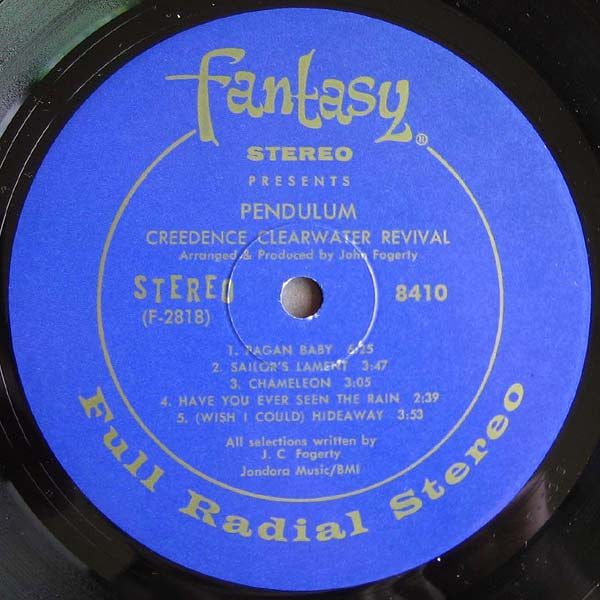 fantasy ®
STEREO
PRESENTS
PENDULUM
CREEDENCE CLEARWATER REVIVAL
Arranged & Produced by John Fogerty
STEREO
(F-2818)
8410
1. PAGAN BABY 6:25
2. SAILOR'S LAMENT 3:47
3. CHAMELEON 3:05
4. HAVE YOU EVER SEEN THE RAIN 2:39
5. (WISH I COULD) HIDEAWAY 3:53
All selections written by
J. C. Fogerty
Jondora Music/BMI
Full Radial Stereo